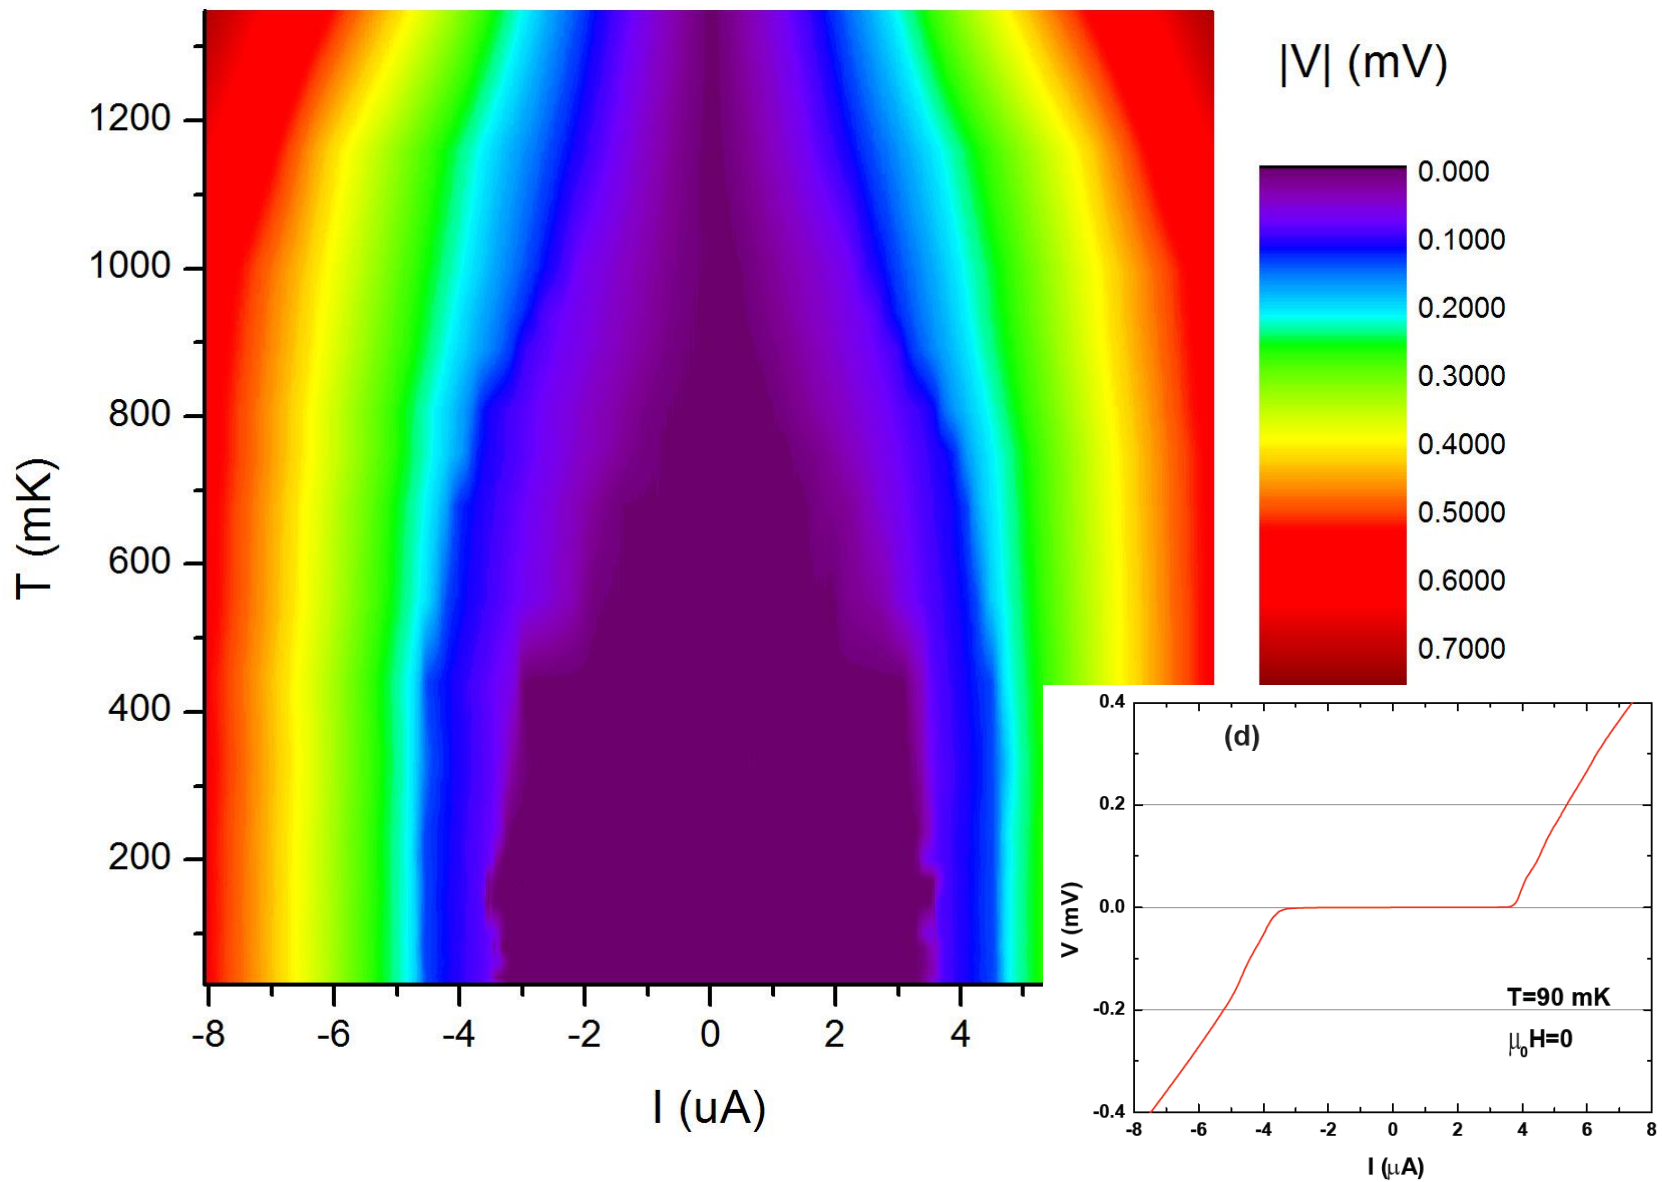 |V| (mV)
0.000
0.1000
0.2000
0.3000
0.4000
0.5000
0.6000
0.7000
T (mK)
1200
1000
800
600
400
200
-8 -6 -4 -2 0 2 4
I (uA)
(d)
V (mV)
0.4
0.2
0.0
-0.2
-0.4
T=90 mK
μ₀H=0
-8 -6 -4 -2 0 2 4 6 8
I (μA)